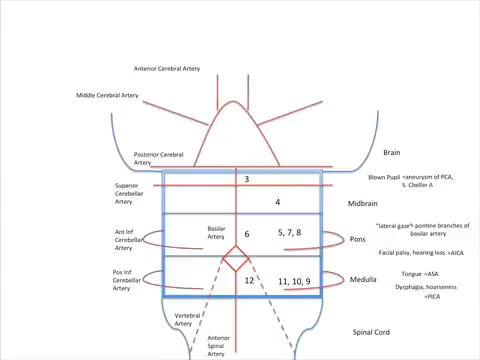 Anterior Cerebral Artery
Middle Cerebral Artery
Posterior Cerebral
Artery
Brain
3
Blown Pupil =aneurysm of PCA,
S. Cbellar A
Superior
Cerebellar
Artery
4
Midbrain
Basilar
Artery
6
5, 7, 8
"lateral gaze"= pontine branches of
basilar artery
Ant Inf
Cerebellar
Artery
Pons
Facial palsy, hearing loss =AICA
Pos Inf
Cerebellar
Artery
12
11, 10, 9
Medulla
Tongue =ASA
Dysphagia, hoarseness
=PICA
Vertebral
Artery
Spinal Cord
Anterior
Spinal
Artery